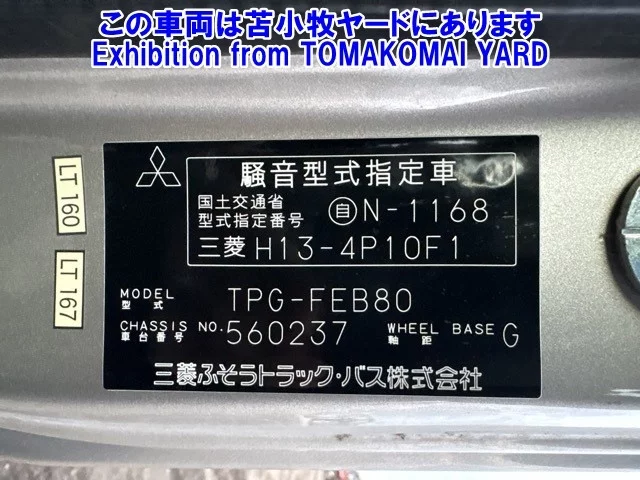 この車両は苫小牧ヤードにあります
Exhibition from TOMAKOMAI YARD
騒音型式指定車
国土交通省
型式指定番号 自 N-1168
三菱 H13-4P10F1
MODEL
型式 TPG-FEB80
CHASSIS NO.
車台番号 560237 WHEEL BASE
軸距 G
三菱ふそうトラック・バス株式会社
LT 160
LT 167